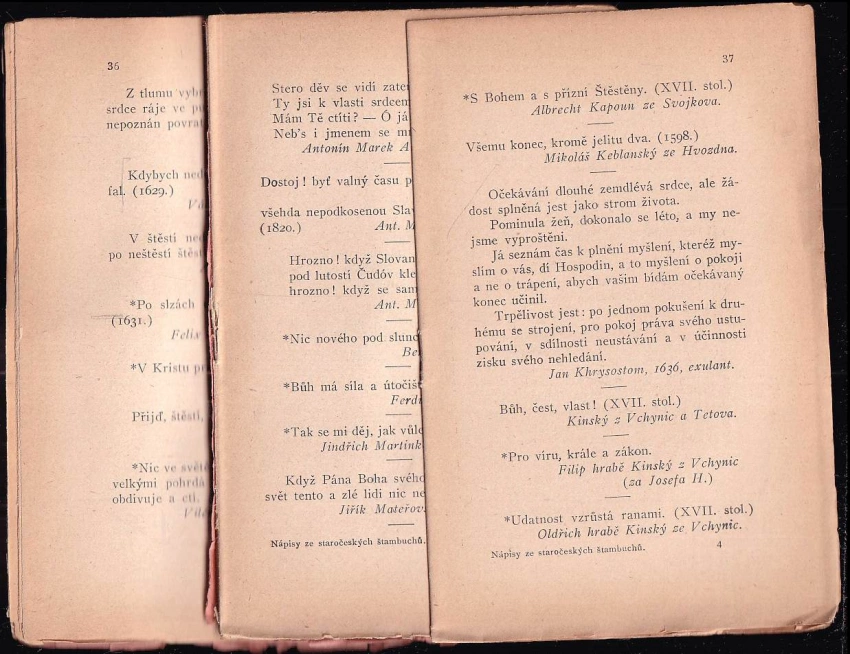 36
Z tlumu
srdce ráje ve
nepoznán
Kdybych
fal. (1629.)
V štěstí
po neštěstí
*Po slzách
(1631.)
Felix
*V Kristu
Přijď, štěstí,
*Nic ve světě
velkými pohrdá
obdivuje a ctí.
Stero děv se vidí
Ty jsi k vlasti
Mám Tě ctíti? — Ó
Neb's i jmenem se
Antonín Marek
Dostoj! byť valný času
všehda nepodkosenou
(1820.) Ant. M
Hrozno! když Slovan
pod lutostí Čudóv
hrozno! když se
Ant. M
*Nic nového pod
*Bůh má síla a
*Tak se mi děj, jak
Jindřich
Když Pána Boha
svět tento a zlé lidi nic
Jiřík
Nápisy ze staročeských štambuchů.
37
*S Bohem a s přízní Štěstěny. (XVII. stol.)
Albrecht Kapoun ze Svojkova.
Všemu konec, kromě jelitu dva. (1598.)
Mikoláš Keblanský ze Hvozdna.
Očekávání dlouhé zemdlévá srdce, ale žá-
dost splněná jest jako strom života.
Pominula žeň, dokonalo se léto, a my ne-
jsme vyproštěni.
Já seznám čas k plnění myšlení, kteréž my-
slím o vás, dí Hospodin, a to myšlení o pokoji
a ne o trápení, abych vašim bídám očekávaný
konec učinil.
Trpělivost jest: po jednom pokušení k dru-
hému se strojení, pro pokoj práva svého ustu-
pování, v sdílnosti neustávání a v účinnosti
zisku svého nehledání.
Jan Khrysostom, 1636, exulant.
Bůh, čest, vlast! (XVII. stol.)
Kinský z Vchynic a Tetova.
*Pro víru, krále a zákon.
Filip hrabě Kinský z Vchynic
(za Josefa II.)
*Udatnost vzrůstá ranami. (XVII. stol.)
Oldřich hrabě Kinský ze Vchynic.
Nápisy ze staročeských štambuchů. 4